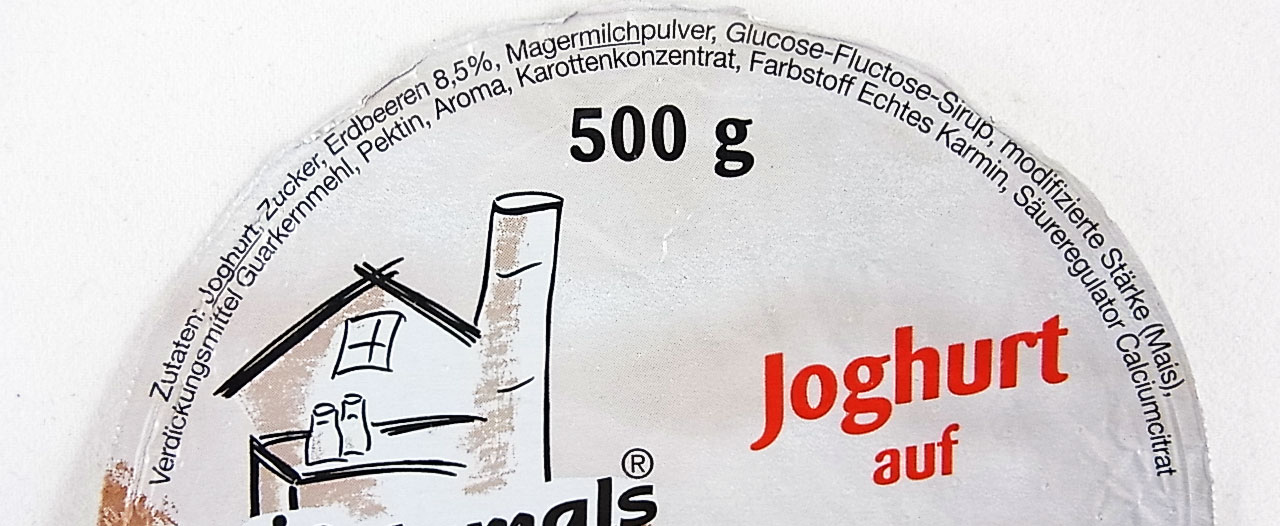 Zutaten: Joghurt, Zucker, Erdbeeren 8,5%, Magermilchpulver, Glucose-Fluctose-Sirup, modifizierte Stärke (Mais),
Verdickungsmittel Guarkernmehl, Pektin, Aroma, Karottenkonzentrat, Farbstoff Echtes Karmin, Säureregulator Calciumcitrat
500 g
Joghurt
auf
®